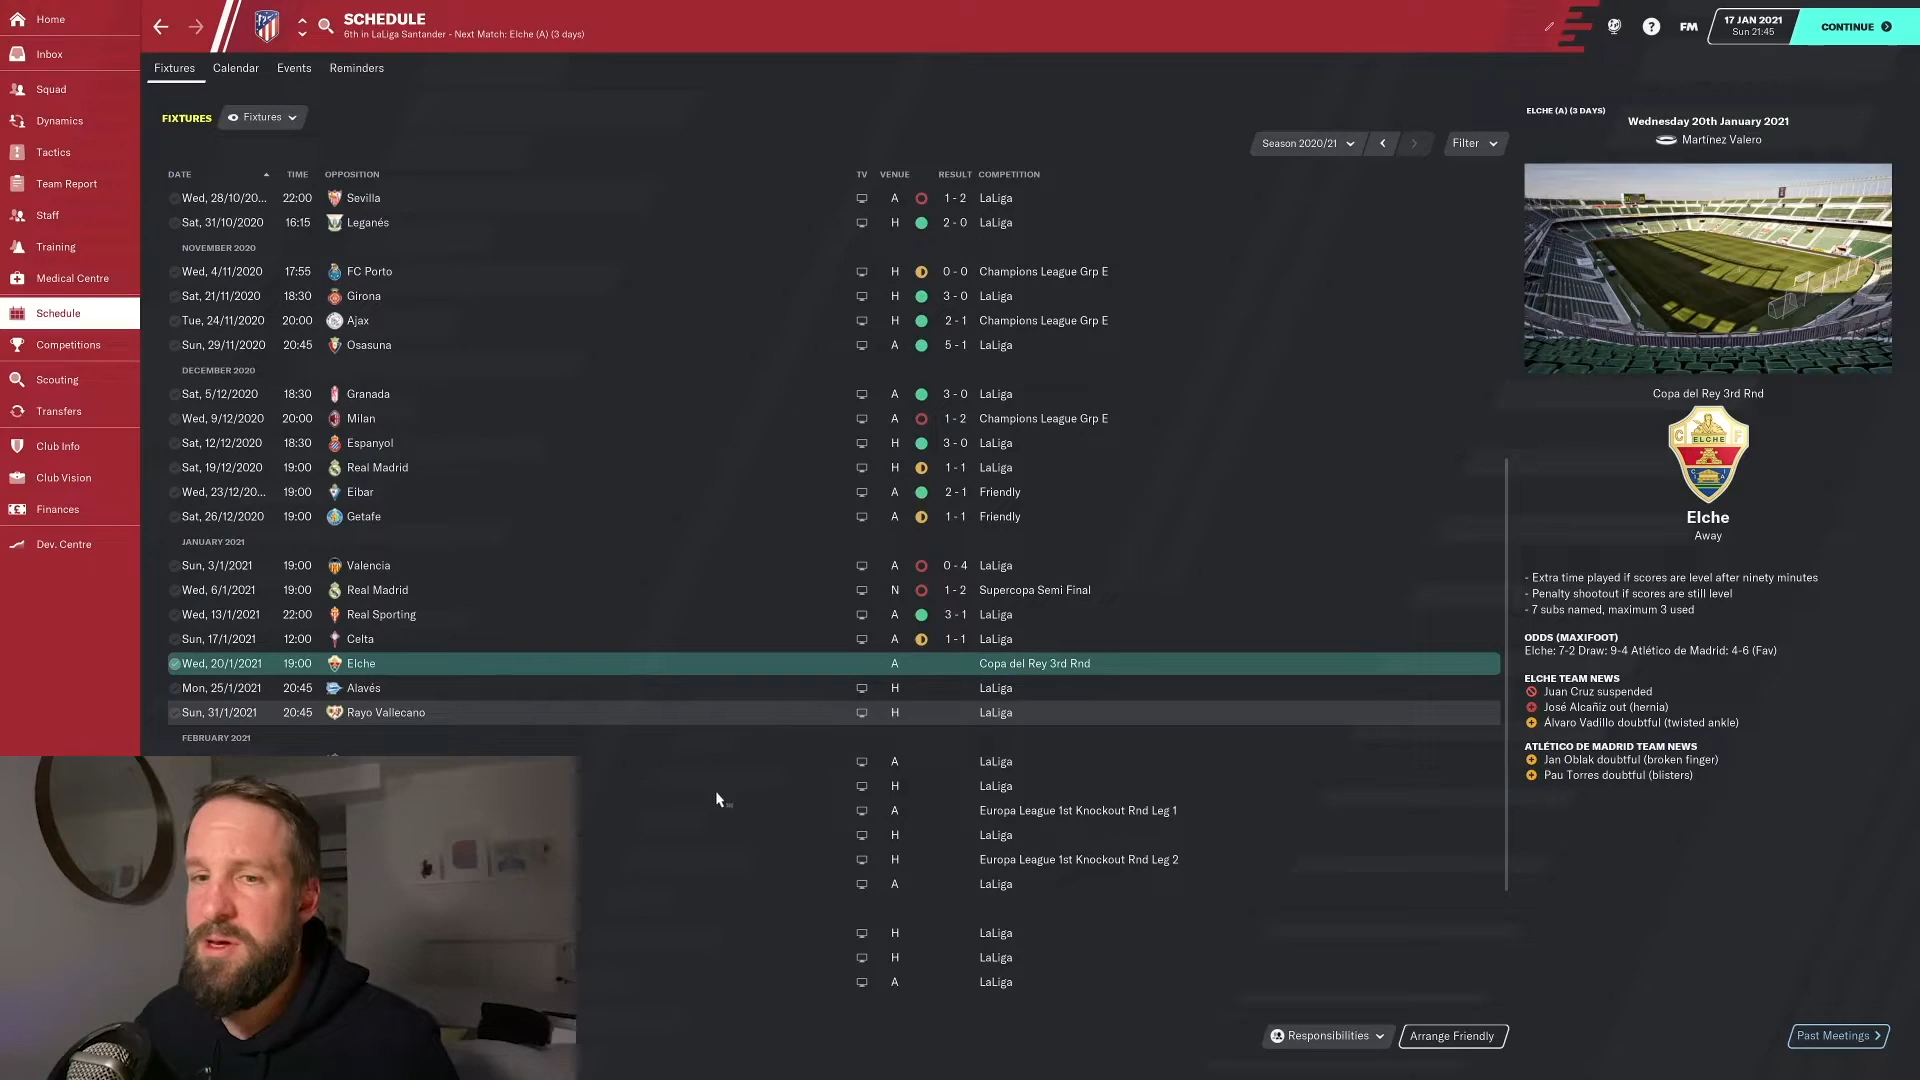 Home
Inbox
Squad
Dynamics
Tactics
Team Report
Staff
Training
Medical Centre
Schedule
Competitions
Scouting
Transfers
Club Info
Club Vision
Finances
Dev. Centre
SCHEDULE
6th in LaLiga Santander - Next Match: Elche (A) (3 days)
FM
17 JAN 2021
Sun 21:45
CONTINUE
Fixtures Calendar Events Reminders
FIXTURES Fixtures
Season 2020/21 Filter
DATE TIME OPPOSITION TV VENUE RESULT COMPETITION
Wed, 28/10/20... 22:00 Sevilla A 1 - 2 LaLiga
Sat, 31/10/2020 16:15 Leganés H 2 - 0 LaLiga
NOVEMBER 2020
Wed, 4/11/2020 17:55 FC Porto H 0 - 0 Champions League Grp E
Sat, 21/11/2020 18:30 Girona H 3 - 0 LaLiga
Tue, 24/11/2020 20:00 Ajax H 2 - 1 Champions League Grp E
Sun, 29/11/2020 20:45 Osasuna A 5 - 1 LaLiga
DECEMBER 2020
Sat, 5/12/2020 18:30 Granada A 3 - 0 LaLiga
Wed, 9/12/2020 20:00 Milan A 1 - 2 Champions League Grp E
Sat, 12/12/2020 18:30 Espanyol H 3 - 0 LaLiga
Sat, 19/12/2020 19:00 Real Madrid H 1 - 1 LaLiga
Wed, 23/12/20... 19:00 Eibar A 2 - 1 Friendly
Sat, 26/12/2020 19:00 Getafe A 1 - 1 Friendly
JANUARY 2021
Sun, 3/1/2021 19:00 Valencia A 0 - 4 LaLiga
Wed, 6/1/2021 19:00 Real Madrid N 1 - 2 Supercopa Semi Final
Wed, 13/1/2021 22:00 Real Sporting A 3 - 1 LaLiga
Sun, 17/1/2021 12:00 Celta A 1 - 1 LaLiga
Wed, 20/1/2021 19:00 Elche A Copa del Rey 3rd Rnd
Mon, 25/1/2021 20:45 Alavés H LaLiga
Sun, 31/1/2021 20:45 Rayo Vallecano H LaLiga
FEBRUARY 2021
A LaLiga
H LaLiga
A Europa League 1st Knockout Rnd Leg 1
H LaLiga
H Europa League 1st Knockout Rnd Leg 2
A LaLiga
H LaLiga
H LaLiga
A LaLiga
Responsibilities Arrange Friendly
ELCHE (A) (3 DAYS)
Wednesday 20th January 2021
Martínez Valero
Copa del Rey 3rd Rnd
C F
ELCHE
Elche
Away
- Extra time played if scores are level after ninety minutes
- Penalty shootout if scores are still level
- 7 subs named, maximum 3 used
ODDS (MAXIFOOT)
Elche: 7-2 Draw: 9-4 Atlético de Madrid: 4-6 (Fav)
ELCHE TEAM NEWS
Juan Cruz suspended
José Alcañiz out (hernia)
Álvaro Vadillo doubtful (twisted ankle)
ATLÉTICO DE MADRID TEAM NEWS
Jan Oblak doubtful (broken finger)
Pau Torres doubtful (blisters)
Past Meetings